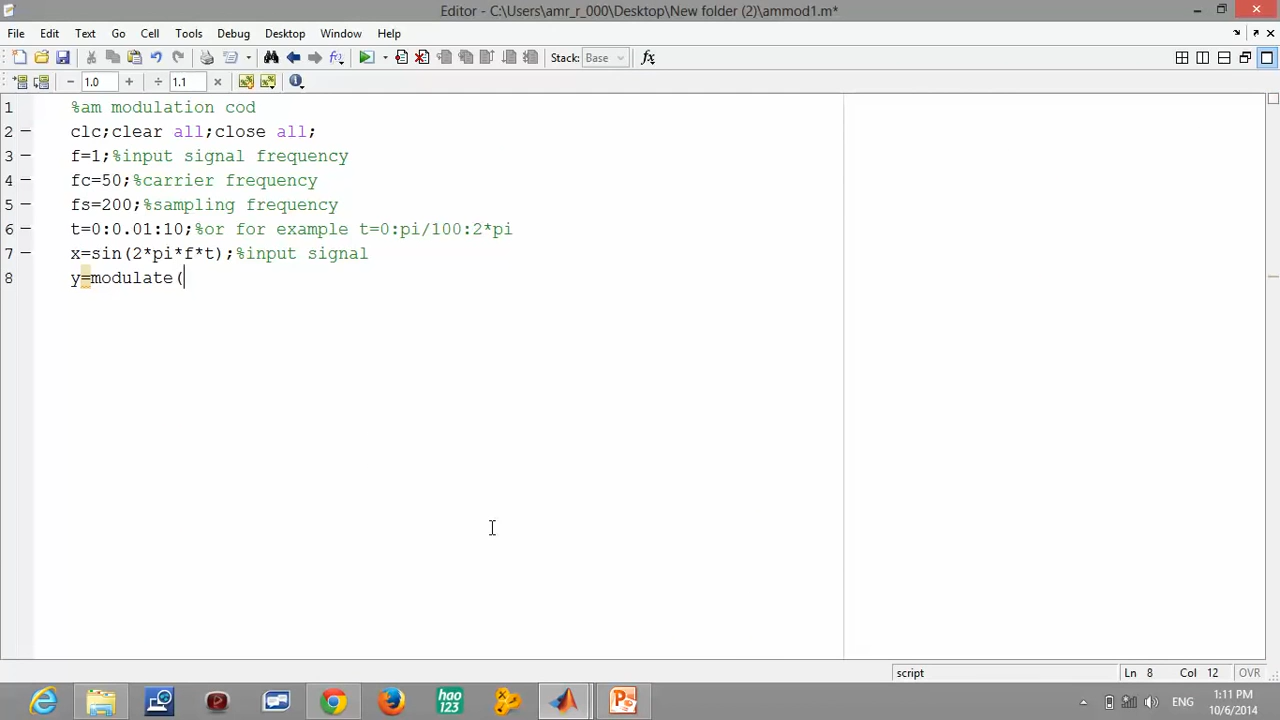 Editor - C:\Users\amr_r_000\Desktop\New folder (2)\ammod1.m*
File Edit Text Go Cell Tools Debug Desktop Window Help
Stack: Base fx
− 1.0 + ÷ 1.1 ×
1 %am modulation cod
2 – clc;clear all;close all;
3 – f=1;%input signal frequency
4 – fc=50;%carrier frequency
5 – fs=200;%sampling frequency
6 – t=0:0.01:10;%or for example t=0:pi/100:2*pi
7 – x=sin(2*pi*f*t);%input signal
8 y=modulate(
script Ln 8 Col 12 OVR
hao
123
ENG
1:11 PM
10/6/2014